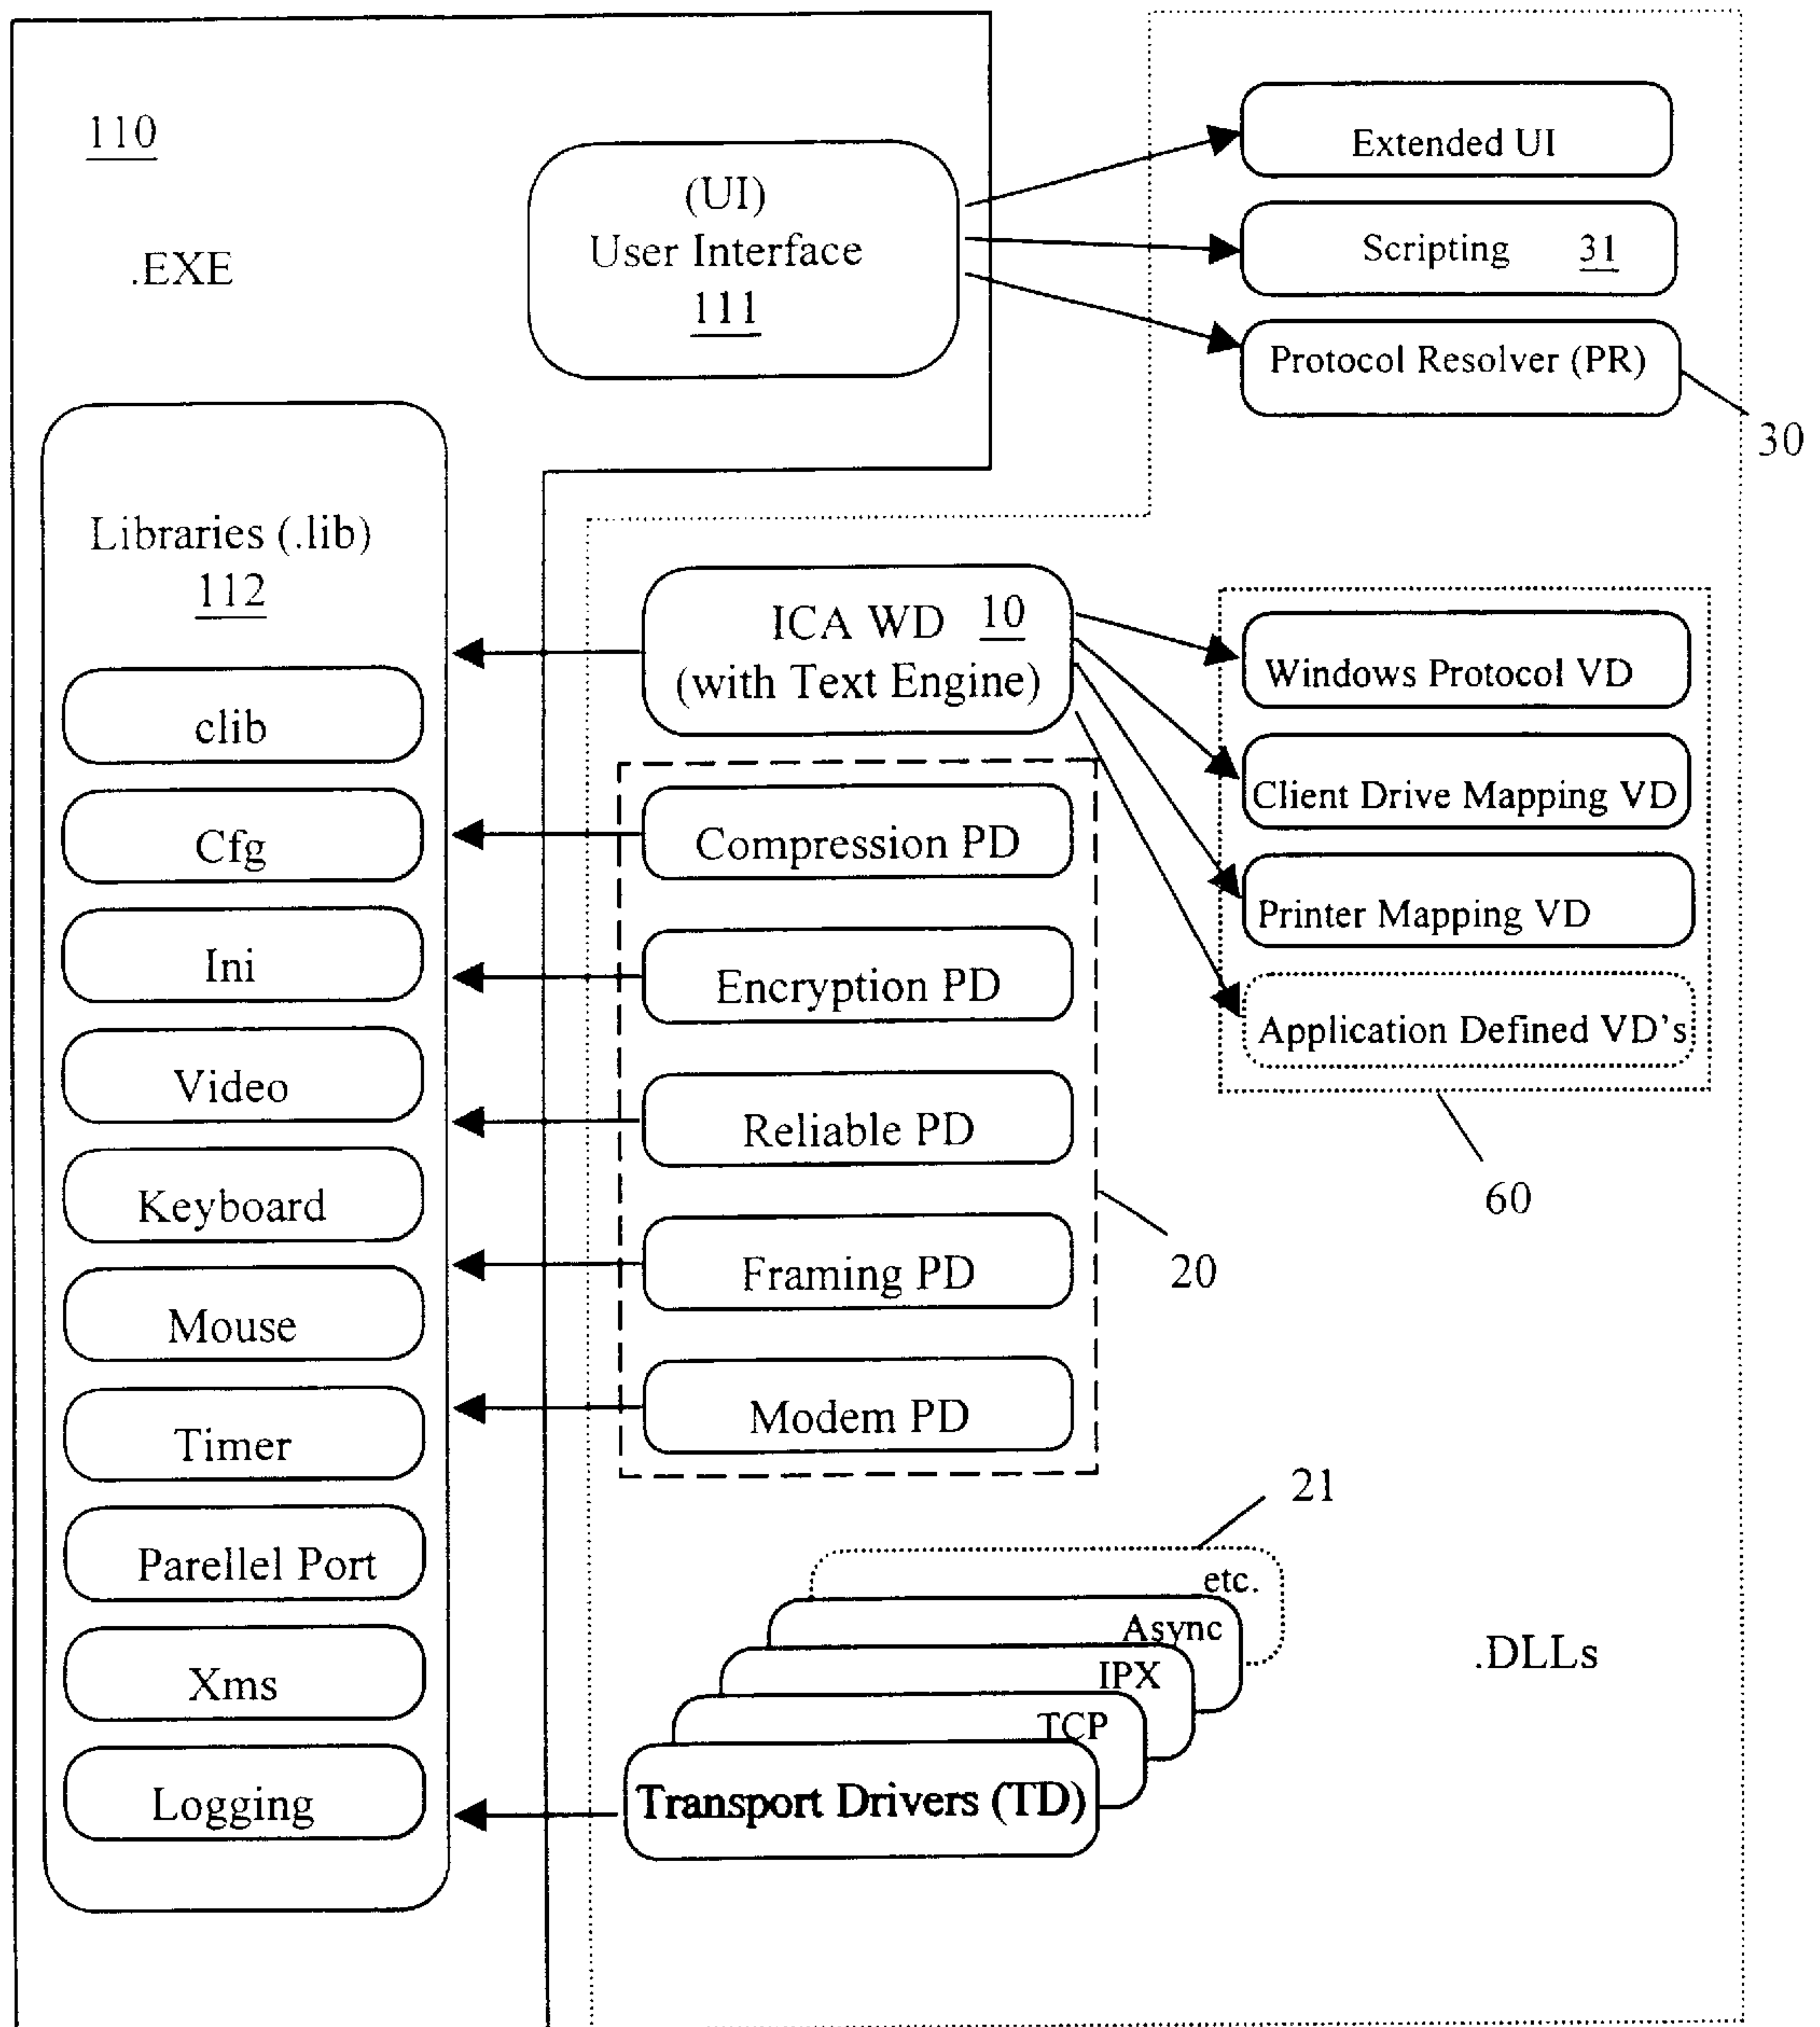 110
.EXE
(UI)
User Interface
111
Extended UI
Scripting 31
Protocol Resolver (PR)
30
Libraries (.lib)
112
clib
Cfg
Ini
Video
Keyboard
Mouse
Timer
Parellel Port
Xms
Logging
ICA WD 10
(with Text Engine)
Compression PD
Encryption PD
Reliable PD
Framing PD
Modem PD
20
Windows Protocol VD
Client Drive Mapping VD
Printer Mapping VD
Application Defined VD's
60
21
etc.
Async
IPX
TCP
Transport Drivers (TD)
.DLLs